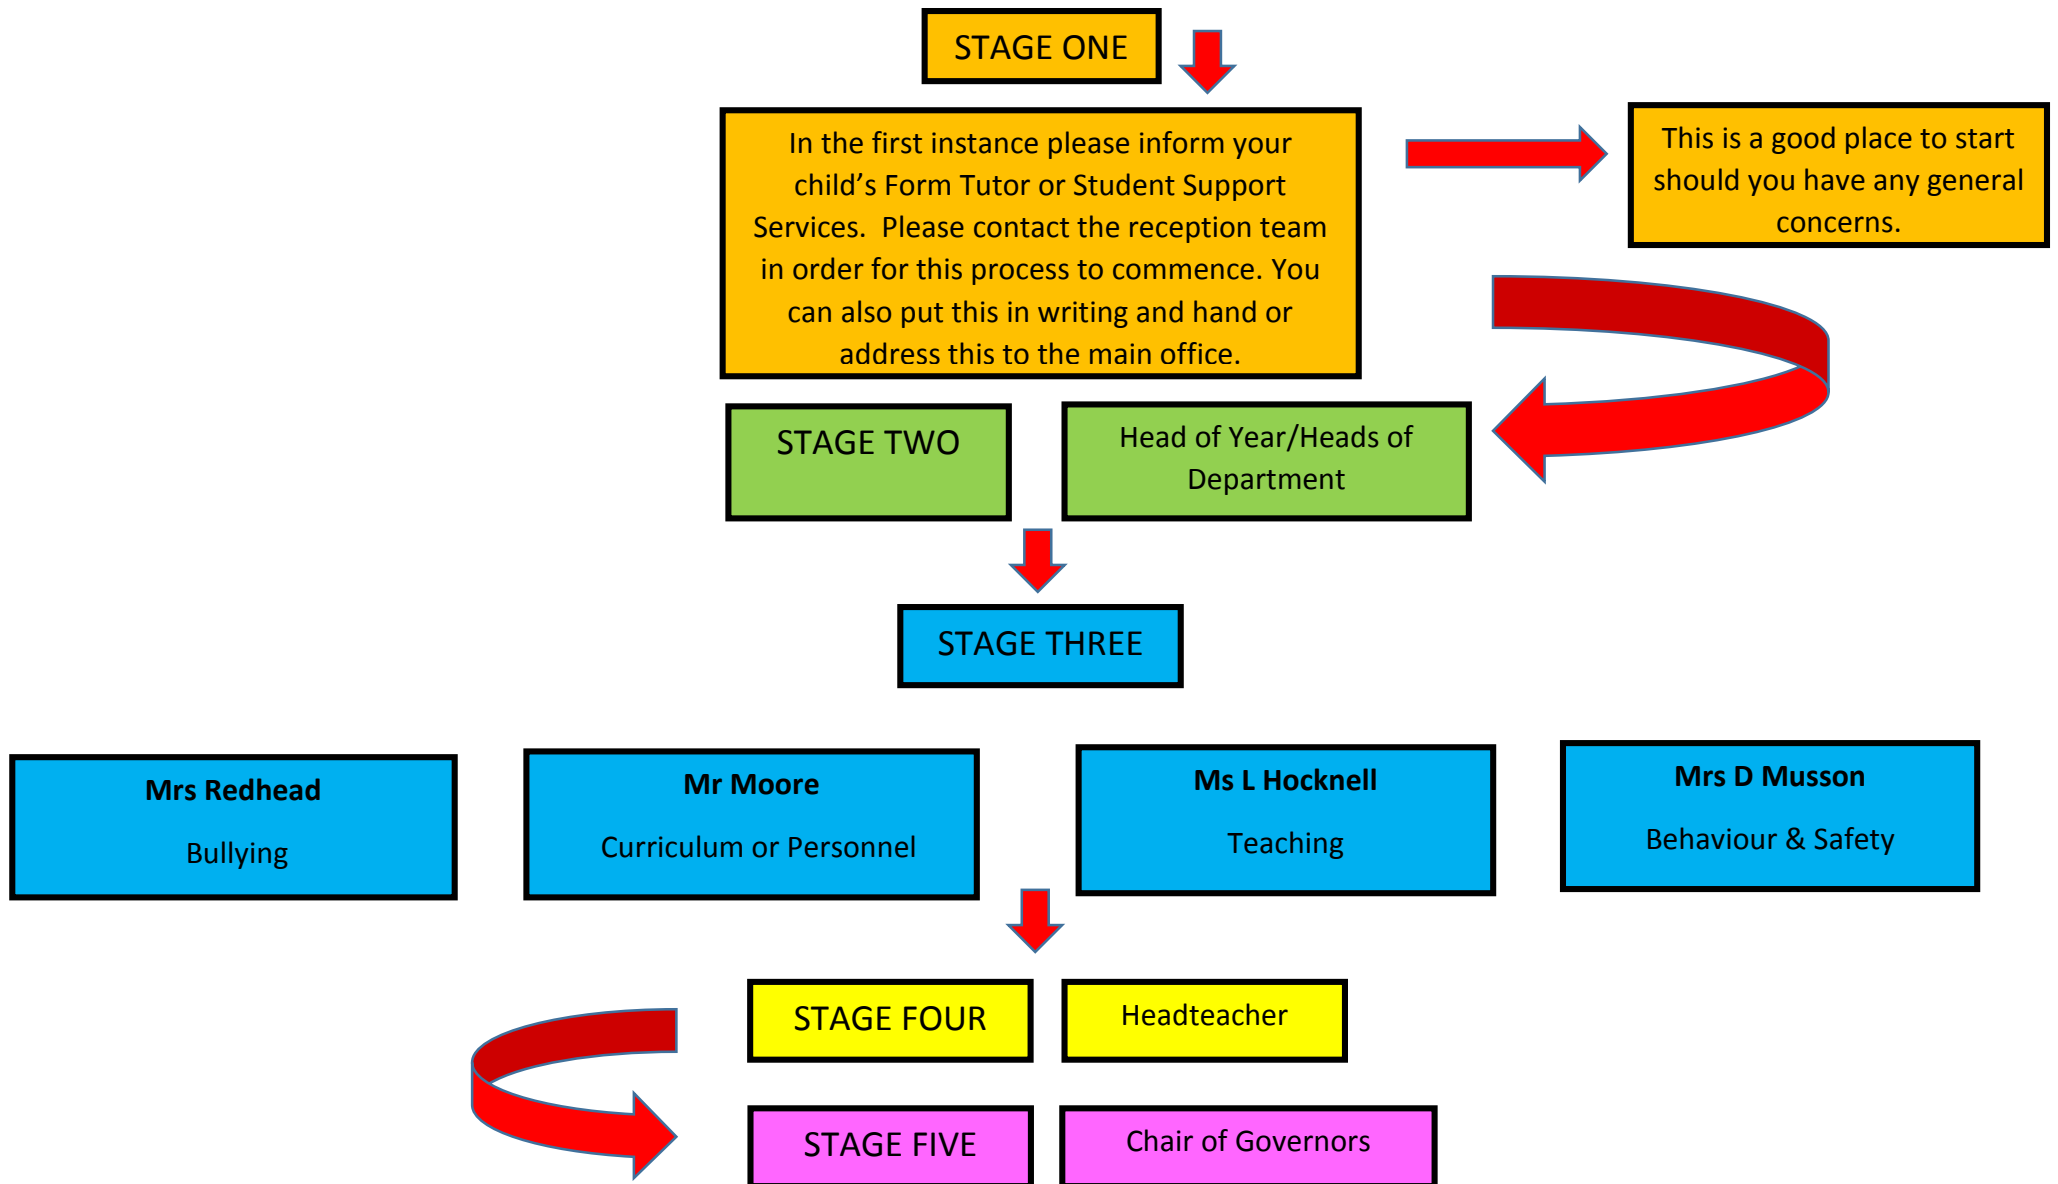 STAGE ONE
In the first instance please inform your
child’s Form Tutor or Student Support
Services.  Please contact the reception team
in order for this process to commence. You
can also put this in writing and hand or
address this to the main office.
This is a good place to start
should you have any general
concerns.
STAGE TWO
Head of Year/Heads of
Department
STAGE THREE
Mrs Redhead
Bullying
Mr Moore
Curriculum or Personnel
Ms L Hocknell
Teaching
Mrs D Musson
Behaviour & Safety
STAGE FOUR
Headteacher
STAGE FIVE
Chair of Governors